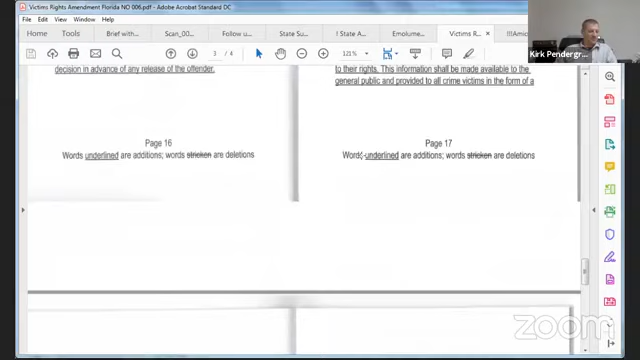 Victims Rights Amendment Florida NO 006.pdf - Adobe Acrobat Standard DC
File Edit View Window Help
Home Tools Brief with... Scan_00... Follow u... State Su... ! State A... Emolume... Victims R... × !!!Amic
3 / 4 121%
Kirk Pendergr...
decision in advance of any release of the offender.
Page 16
Words underlined are additions; words stricken are deletions
to their rights. This information shall be made available to the
general public and provided to all crime victims in the form of a
Page 17
Words underlined are additions; words stricken are deletions
zoom